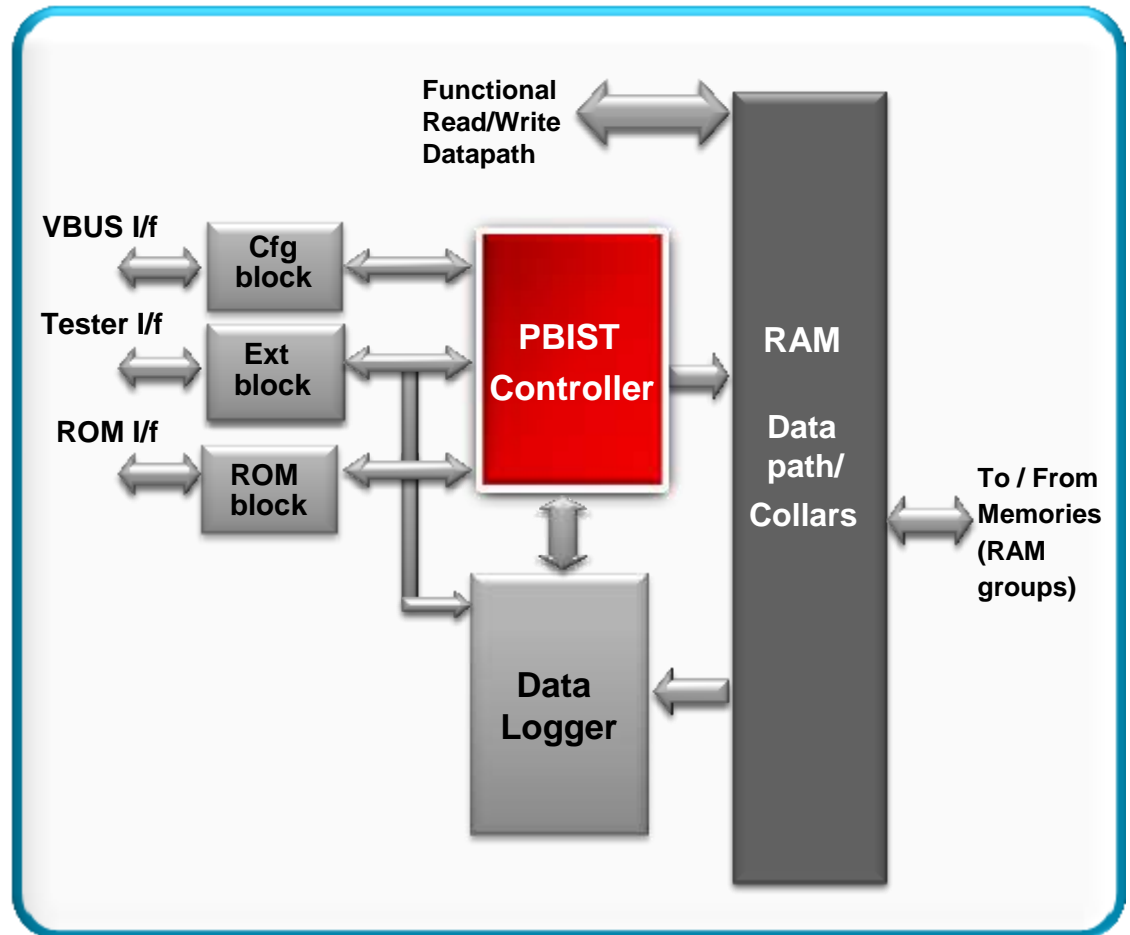 Functional
Read/Write
Datapath
VBUS I/f
Cfg
block
Tester I/f
Ext
block
ROM I/f
ROM
block
PBIST
Controller
RAM
Data
path/
Collars
To / From
Memories
(RAM
groups)
Data
Logger